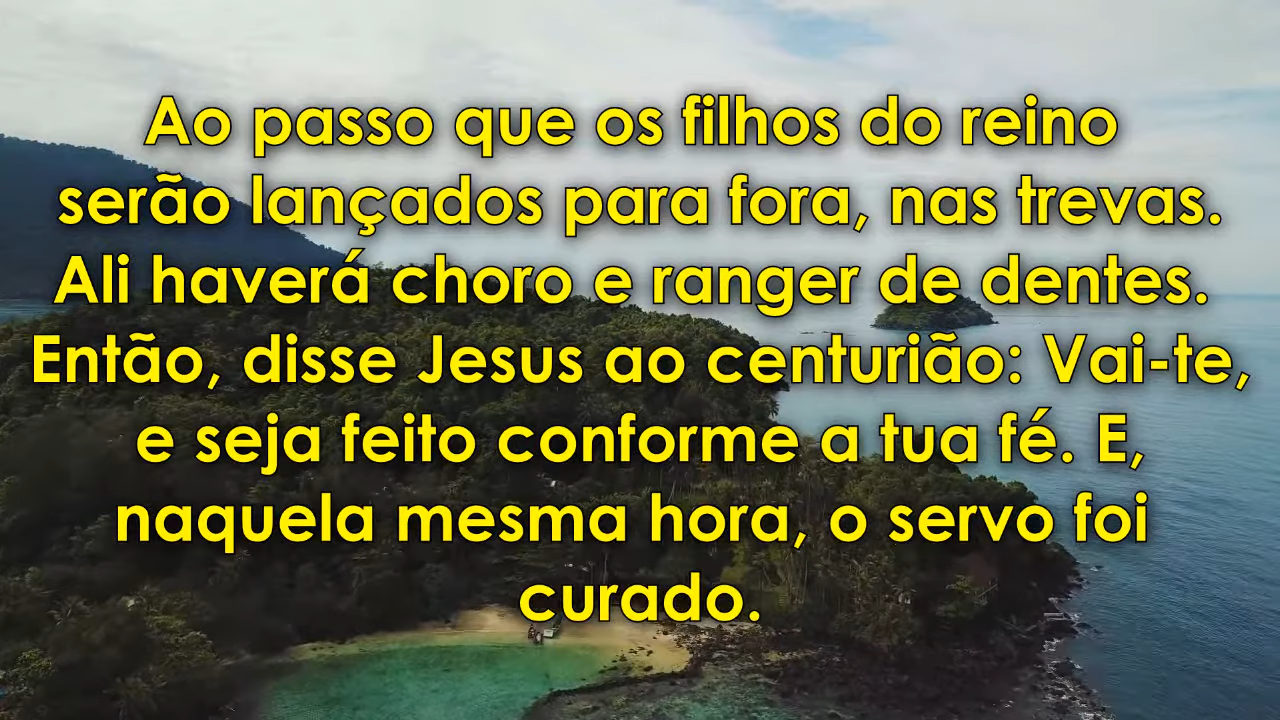 Ao passo que os filhos do reino
serão lançados para fora, nas trevas.
Ali haverá choro e ranger de dentes.
Então, disse Jesus ao centurião: Vai-te,
e seja feito conforme a tua fé. E,
naquela mesma hora, o servo foi
curado.